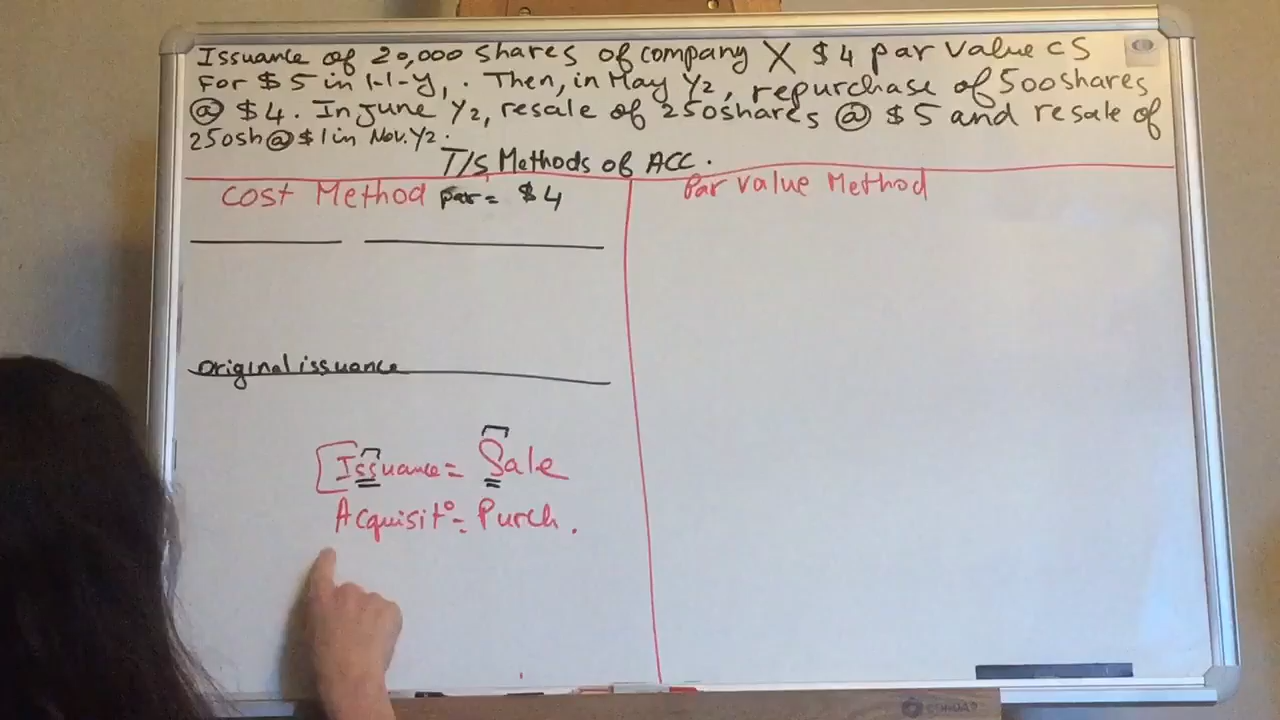 Issuance of 20,000 shares of company X $4 par value CS
For $5 in 1-1-Y1. Then, in May Y2, repurchase of 500 shares
@ $4. In June Y2, resale of 250 shares @ $5 and resale of
250sh @ $1 in Nov. Y2.
T/S Methods of ACC.
Cost Method par = $4
Par value Method
original issuance
Issuance = Sale
Acquisit° = Purch.